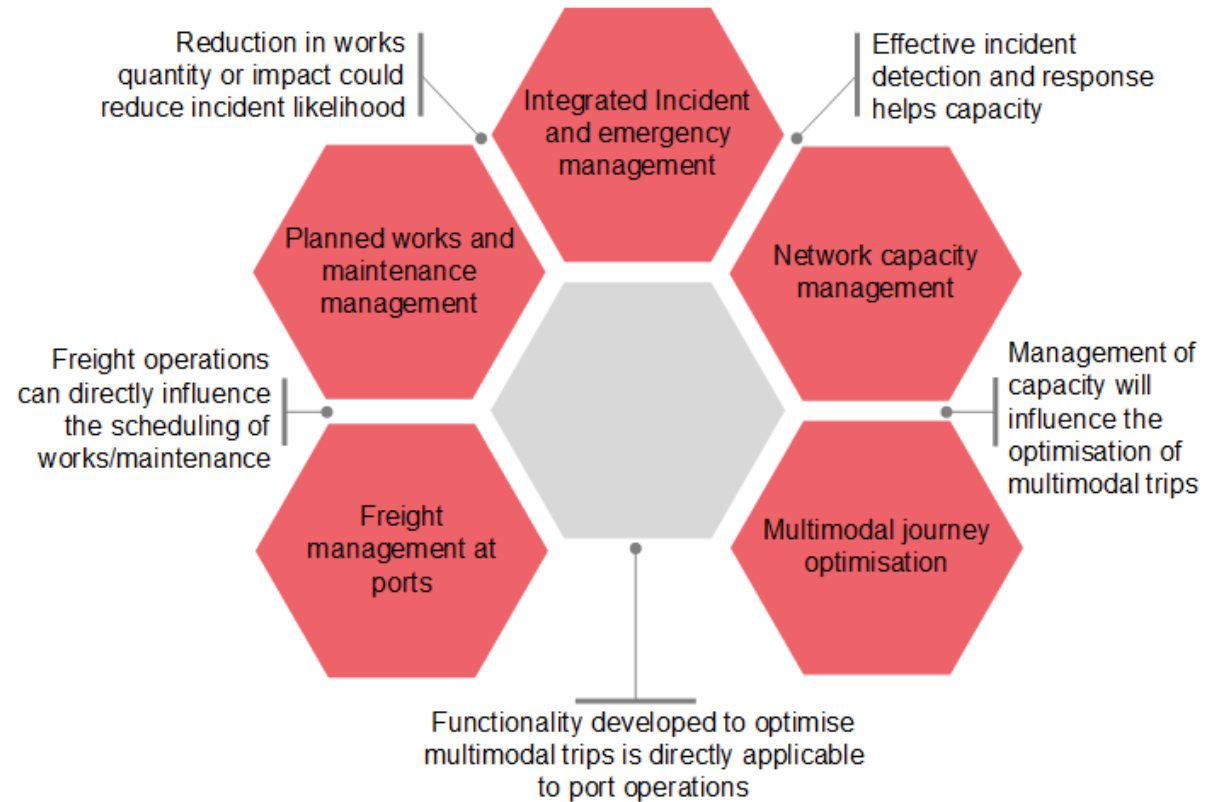 Reduction in works
quantity or impact could
reduce incident likelihood
Integrated Incident
and emergency
management
Effective incident
detection and response
helps capacity
Planned works and
maintenance
management
Network capacity
management
Freight operations
can directly influence
the scheduling of
works/maintenance
Management of
capacity will
influence the
optimisation of
multimodal trips
Freight
management at
ports
Multimodal journey
optimisation
Functionality developed to optimise
multimodal trips is directly applicable
to port operations